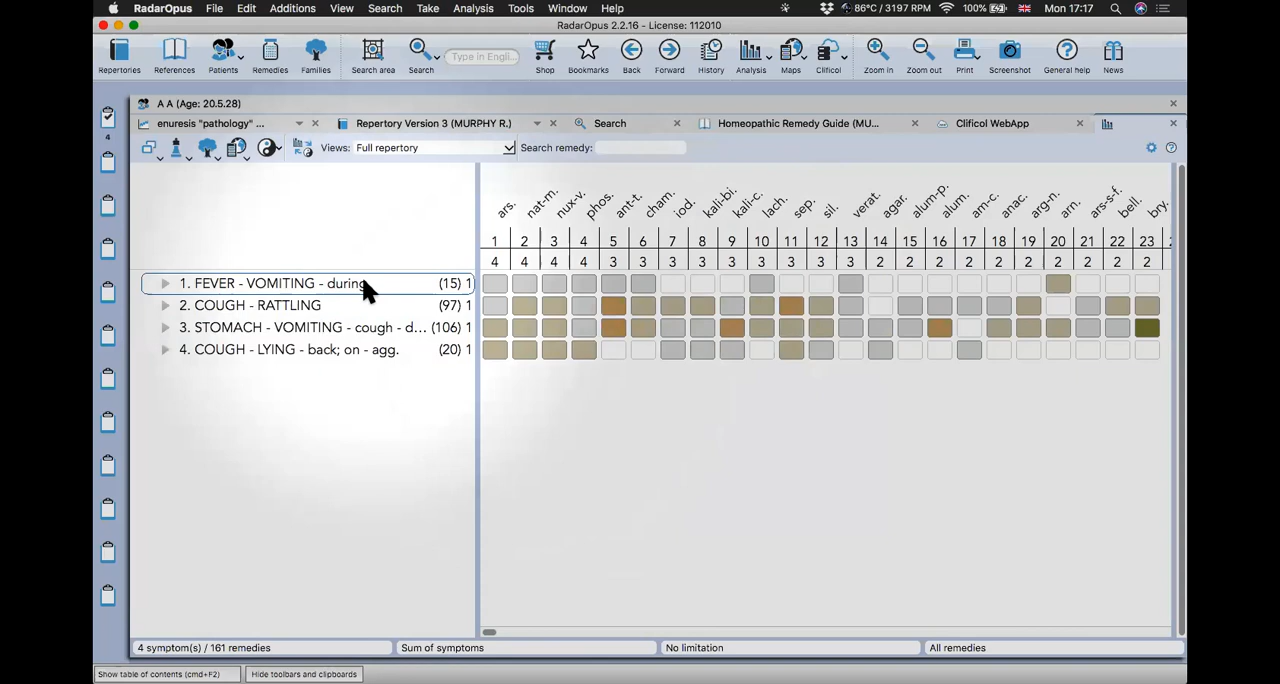 RadarOpus File Edit Additions View Search Take Analysis Tools Window Help 86°C / 3197 RPM 100% Mon 17:17
RadarOpus 2.2.16 - License: 112010
Repertories References Patients Remedies Families Search area Search Type in Engli... Shop Bookmarks Back Forward History Analysis Maps Clificol Zoom in Zoom out Print Screenshot General help News
A A (Age: 20.5.28)
enuresis "pathology" ... Repertory Version 3 (MURPHY R.) Search Homeopathic Remedy Guide (MU... Clificol WebApp
4
Views: Full repertory Search remedy:
ars. nat-m. nux-v. phos. ant-t. cham. iod. kali-bi. kali-c. lach. sep. sil. verat. agar. alum-p. alum. am-c. anac. arg-n. arn. ars-s-f. bell. bry.
1 2 3 4 5 6 7 8 9 10 11 12 13 14 15 16 17 18 19 20 21 22 23
4 4 4 4 3 3 3 3 3 3 3 3 2 2 2 2 2 2 2 2 2 2 2
1. FEVER - VOMITING - during (15) 1
2. COUGH - RATTLING (97) 1
3. STOMACH - VOMITING - cough - d... (106) 1
4. COUGH - LYING - back; on - agg. (20) 1
4 symptom(s) / 161 remedies Sum of symptoms No limitation All remedies
Show table of contents (cmd+F2) Hide toolbars and clipboards